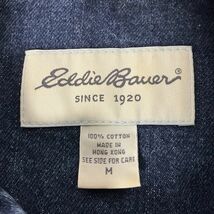 Eddie Bauer®
SINCE 1920
100% COTTON
MADE IN
HONG KONG
SEE SIDE FOR CARE
M